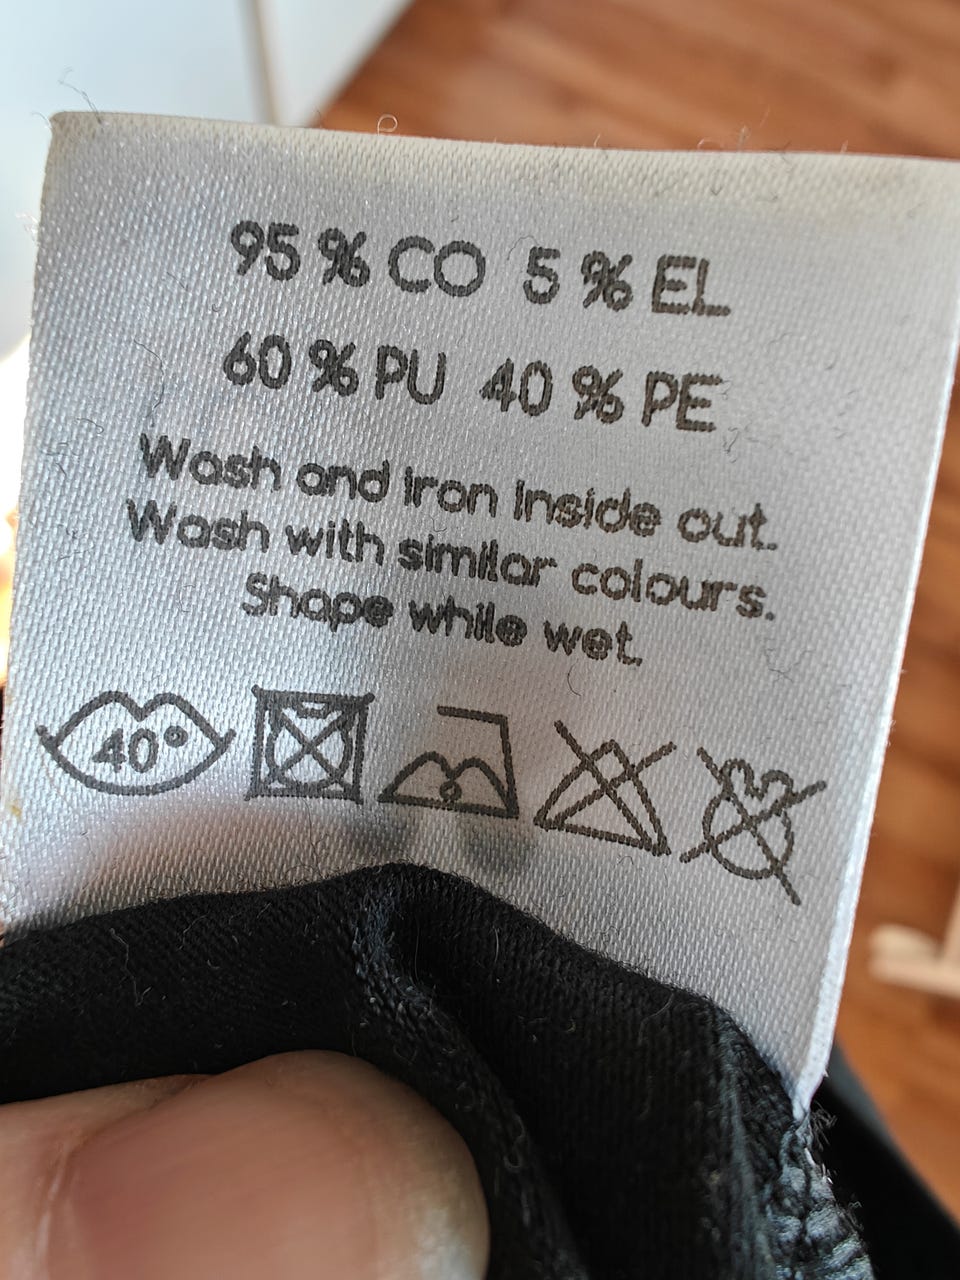 95 % CO 5 % EL
60 % PU 40 % PE
Wash and iron inside out.
Wash with similar colours.
Shape while wet.
40°